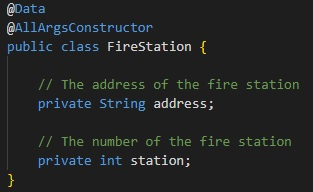 @Data
@AllArgsConstructor
public class FireStation {
// The address of the fire station
private String address;
// The number of the fire station
private int station;
}